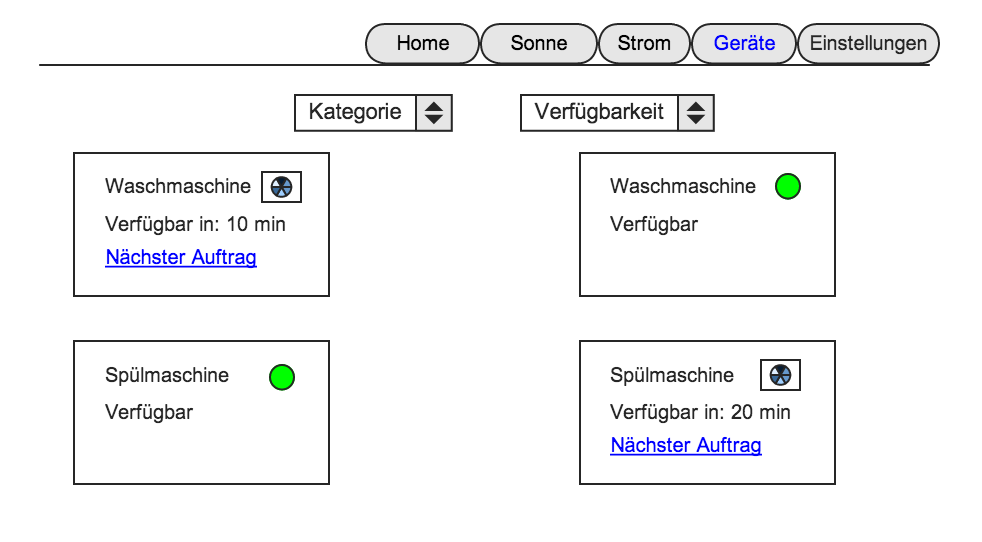 Home Sonne Strom Geräte Einstellungen
Kategorie Verfügbarkeit
Waschmaschine
Verfügbar in: 10 min
Nächster Auftrag
Waschmaschine
Verfügbar
Spülmaschine
Verfügbar
Spülmaschine
Verfügbar in: 20 min
Nächster Auftrag